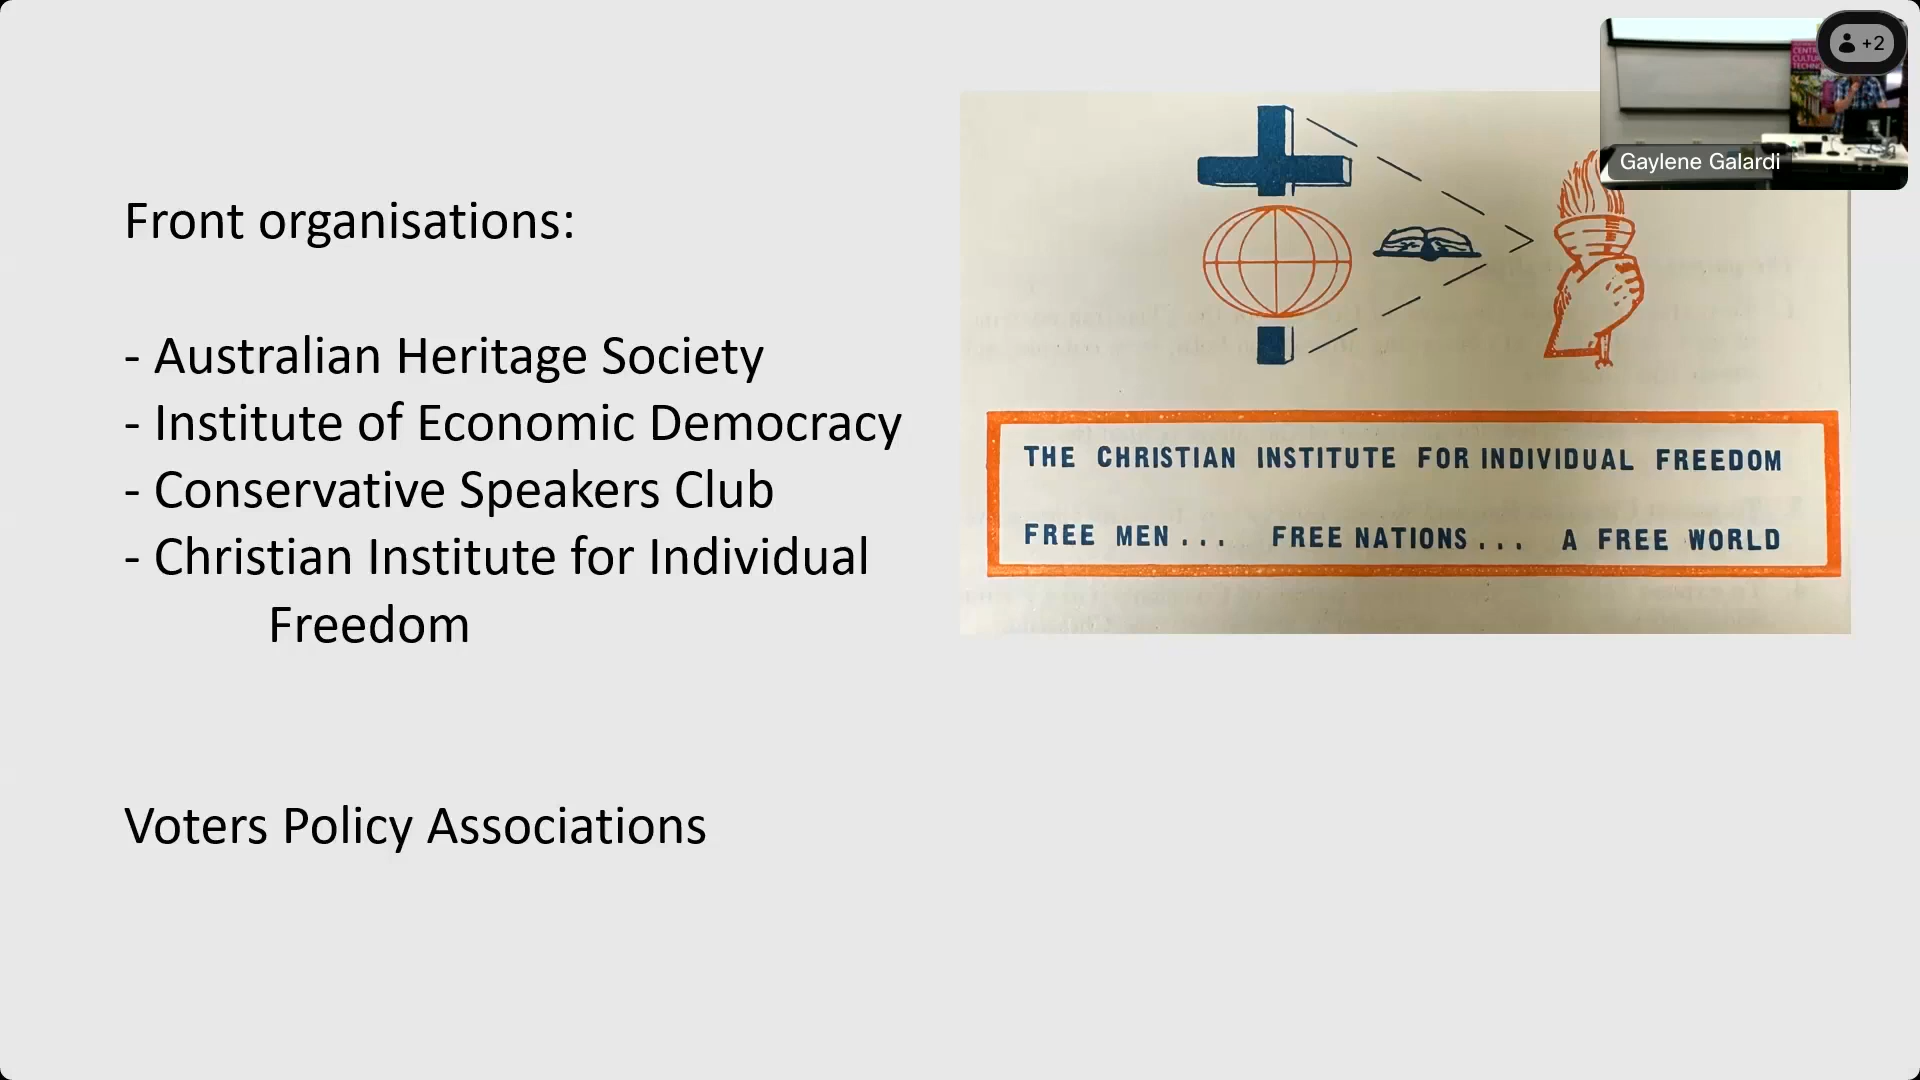 Front organisations:
- Australian Heritage Society
- Institute of Economic Democracy
- Conservative Speakers Club
- Christian Institute for Individual
Freedom
Voters Policy Associations
THE CHRISTIAN INSTITUTE FOR INDIVIDUAL FREEDOM
FREE MEN... FREE NATIONS... A FREE WORLD
+2
Gaylene Galardi